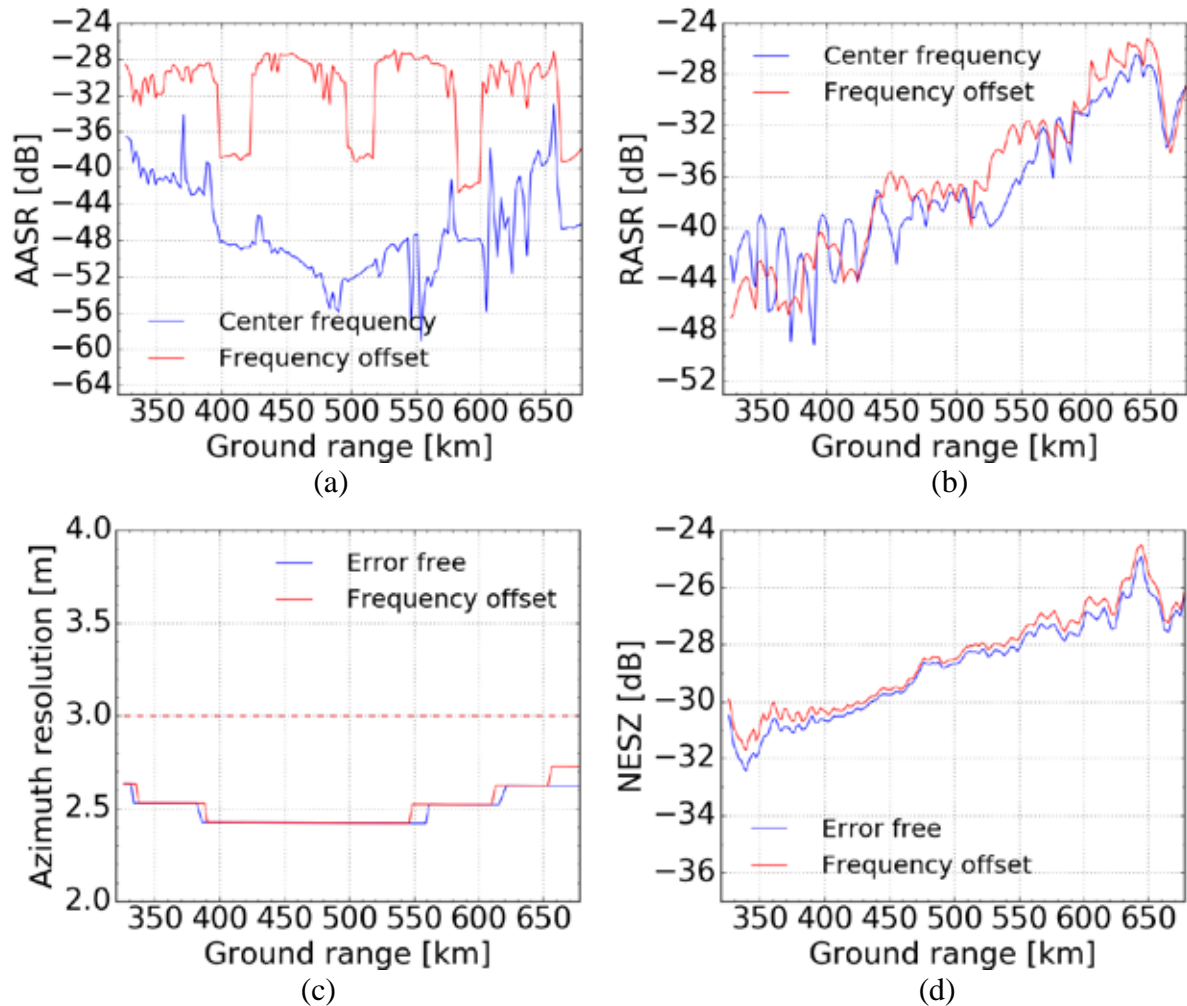 −24
−28
−32
−36
−40
−44
−48
−52
−56
−60
−64
AASR [dB]
Center frequency
Frequency offset
350 400 450 500 550 600 650
Ground range [km]
(a)
−24
−28
−32
−36
−40
−44
−48
−52
RASR [dB]
Center frequency
Frequency offset
350 400 450 500 550 600 650
Ground range [km]
(b)
4.0
3.5
3.0
2.5
2.0
Azimuth resolution [m]
Error free
Frequency offset
350 400 450 500 550 600 650
Ground range [km]
(c)
−24
−26
−28
−30
−32
−34
−36
NESZ [dB]
Error free
Frequency offset
350 400 450 500 550 600 650
Ground range [km]
(d)